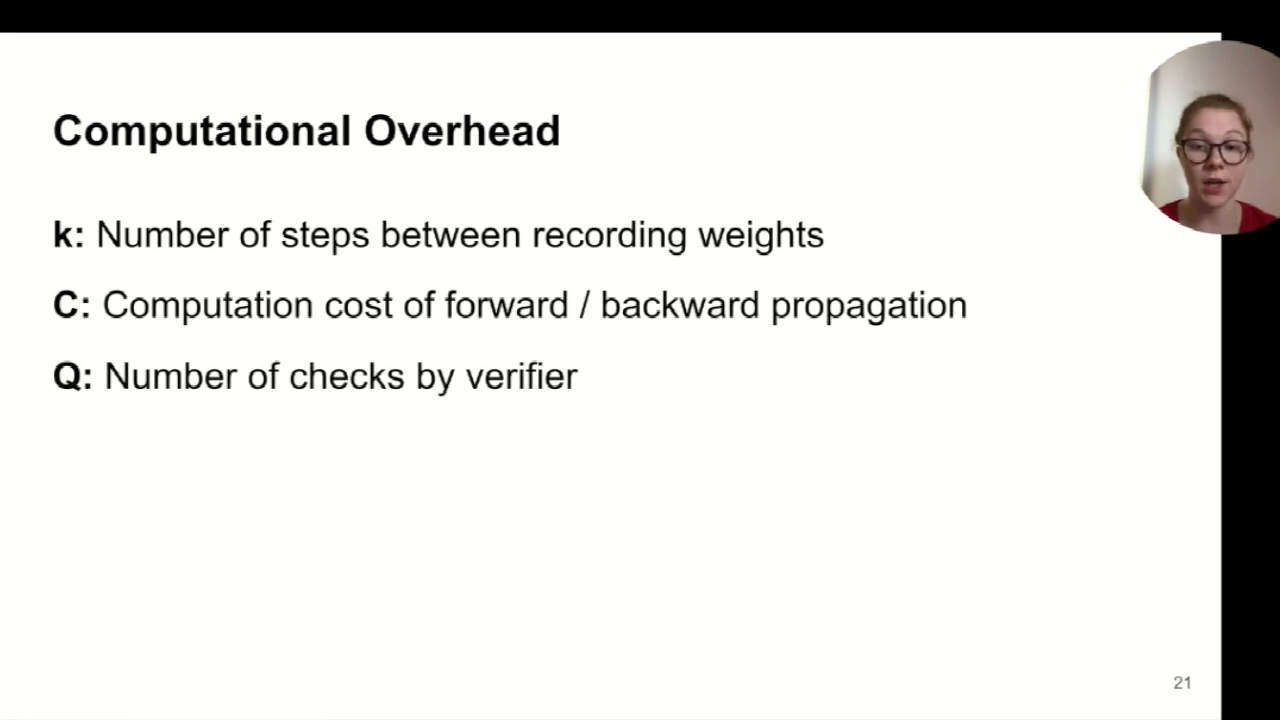 Computational Overhead
k: Number of steps between recording weights
C: Computation cost of forward / backward propagation
Q: Number of checks by verifier
21